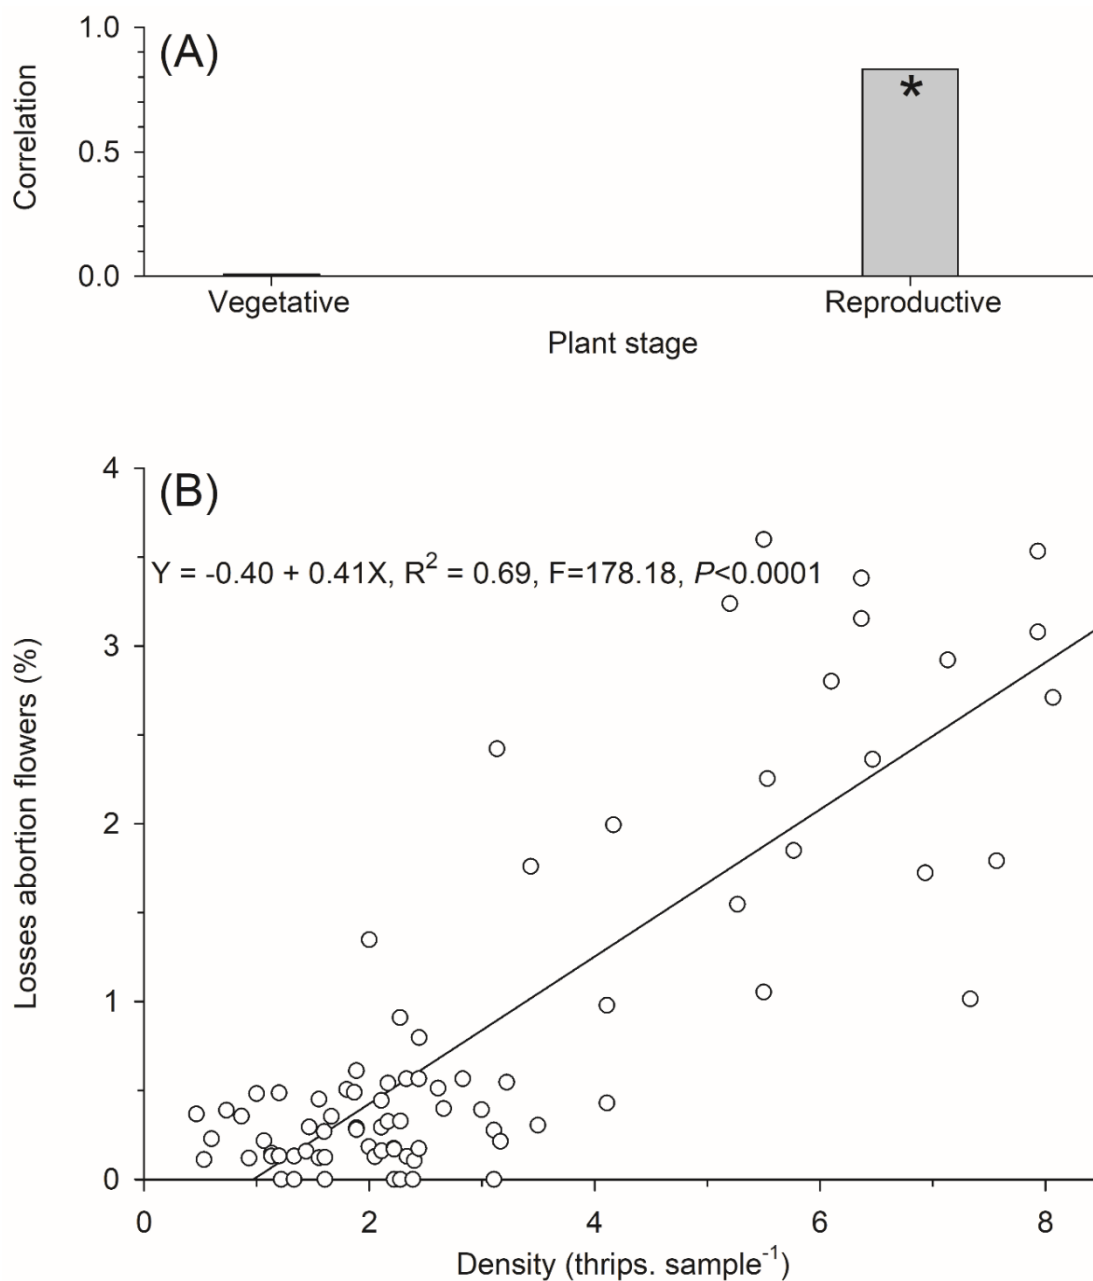 (A)
Correlation
1.0
0.5
0.0
*
Vegetative Reproductive
Plant stage
(B)
Y = -0.40 + 0.41X, R² = 0.69, F=178.18, P<0.0001
Losses abortion flowers (%)
4
3
2
1
0
0 2 4 6 8
Density (thrips. sample⁻¹)